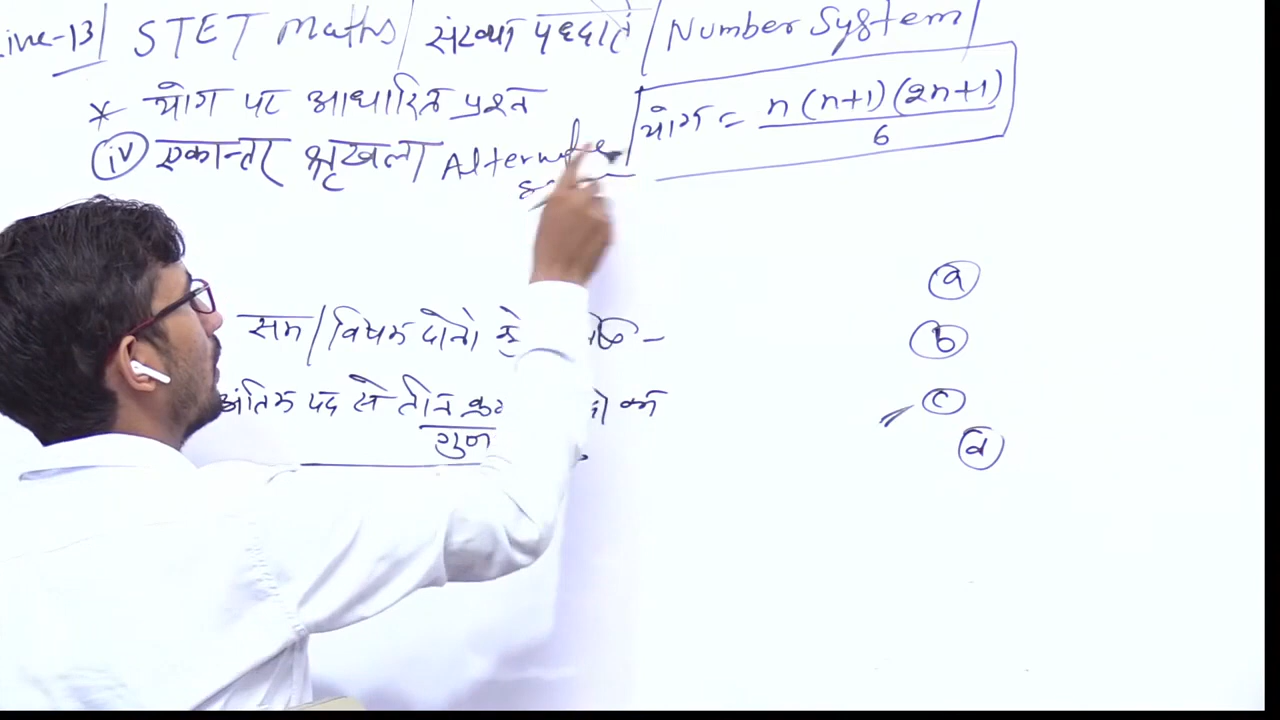 ive-13/ STET Maths/ संख्या पद्धति /Number System/
* योग पर आधारित प्रश्न
योग = n(n+1)(2n+1)/6
(iv) एकान्तर श्रृंखला Alternate
सम/विषम दोनों के
अंतिम पद से तीन
गुणा
(a)
(b)
(c)
(d)